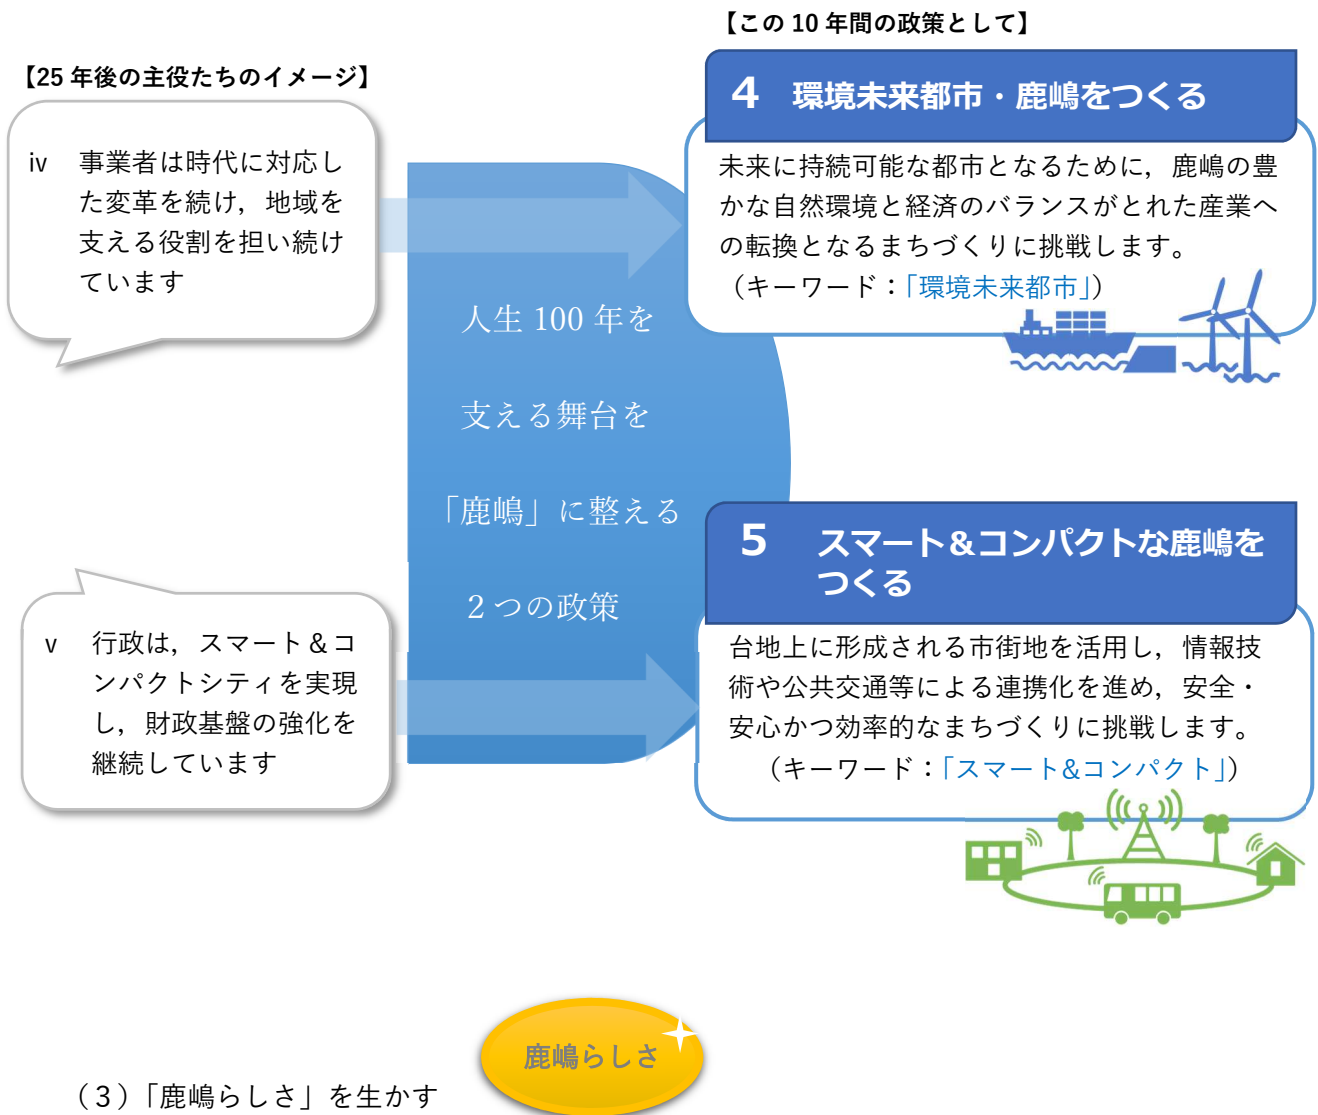 【この 10 年間の政策として】
【25 年後の主役たちのイメージ】
iv 事業者は時代に対応し
た変革を続け，地域を
支える役割を担い続け
ています
4 環境未来都市・鹿嶋をつくる
未来に持続可能な都市となるために，鹿嶋の豊
かな自然環境と経済のバランスがとれた産業へ
の転換となるまちづくりに挑戦します。
（キーワード：「環境未来都市」）
人生 100 年を
支える舞台を
「鹿嶋」に整える
２つの政策
v 行政は，スマート＆コ
ンパクトシティを実現
し，財政基盤の強化を
継続しています
5 スマート＆コンパクトな鹿嶋を
つくる
台地上に形成される市街地を活用し，情報技
術や公共交通等による連携化を進め，安全・
安心かつ効率的なまちづくりに挑戦します。
（キーワード：「スマート&コンパクト」）
鹿嶋らしさ
（３）「鹿嶋らしさ」を生かす